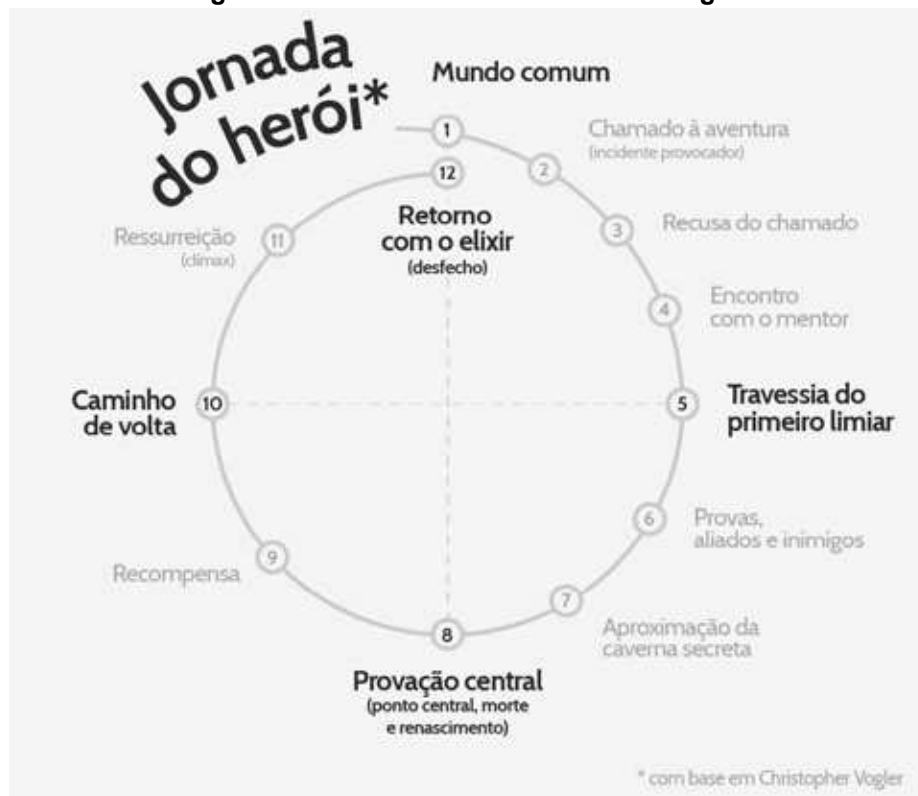 Jornada
do herói*
Mundo comum
1
Chamado à aventura
(incidente provocador)
2
3
Recusa do chamado
4
Encontro
com o mentor
5
Travessia do
primeiro limiar
6
Provas,
aliados e inimigos
7
Aproximação da
caverna secreta
8
Provação central
(ponto central, morte
e renascimento)
9
Recompensa
10
Caminho
de volta
11
Ressurreição
(clímax)
12
Retorno
com o elixir
(desfecho)
* com base em Christopher Vogler